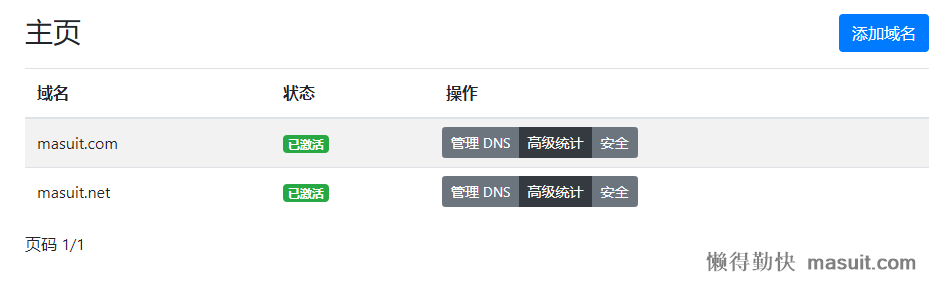 主页 添加域名
域名 状态 操作
masuit.com 已激活 管理 DNS 高级统计 安全
masuit.net 已激活 管理 DNS 高级统计 安全
页码 1/1
懒得勤快 masuit.com